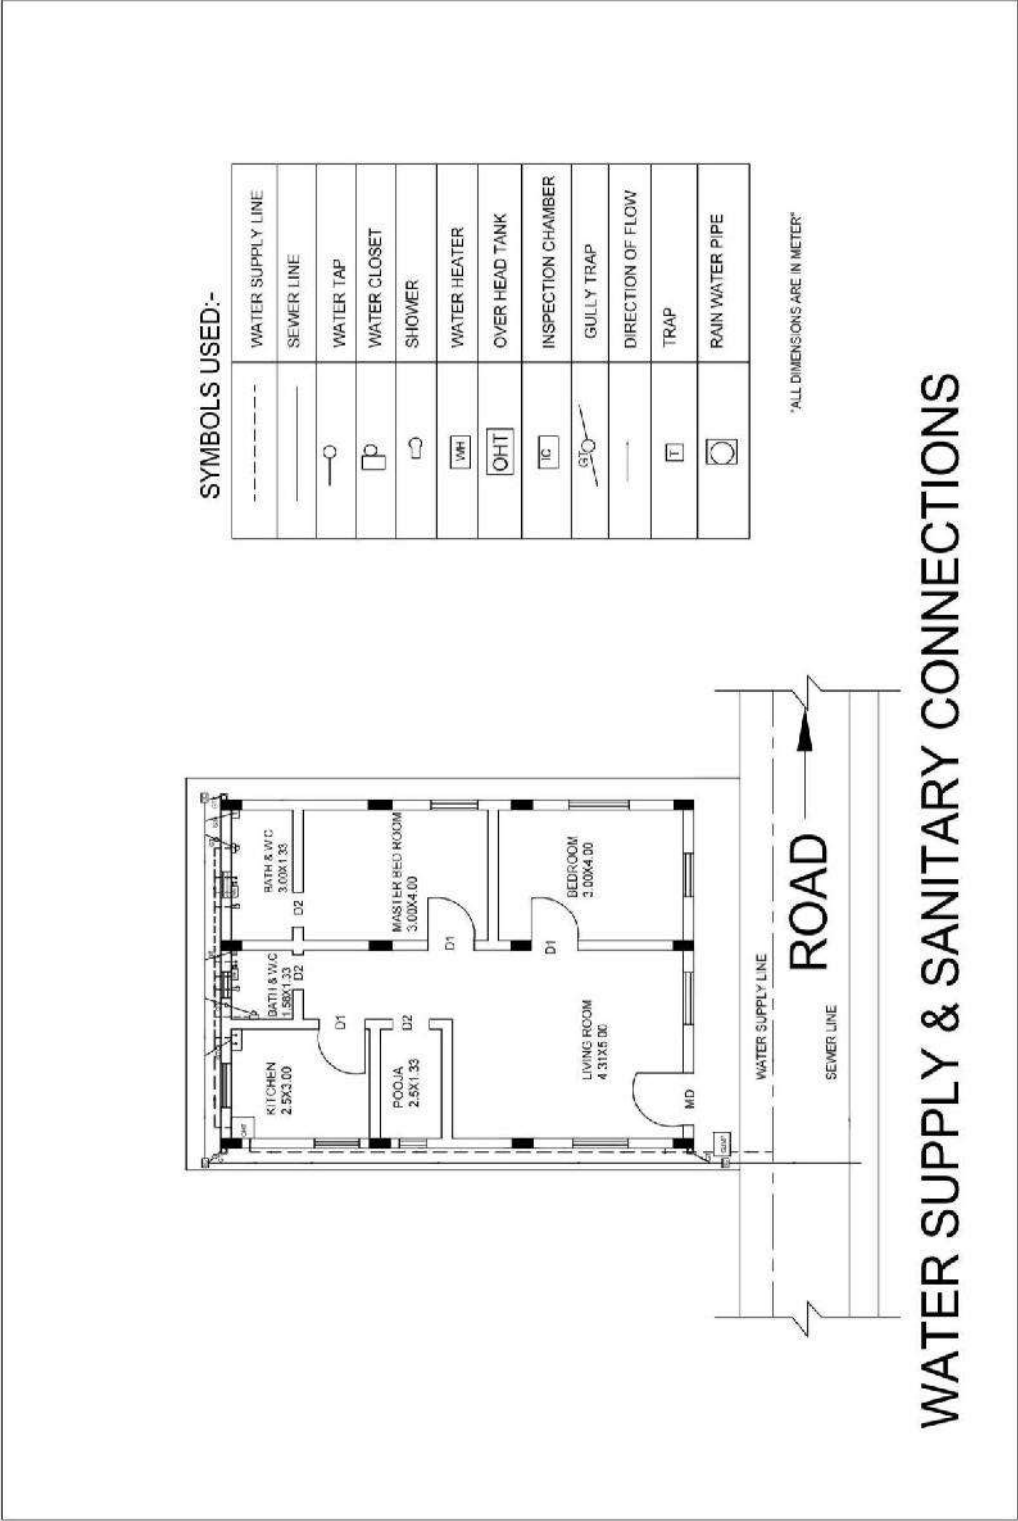 SYMBOLS USED:-
WATER SUPPLY LINE
SEWER LINE
WATER TAP
WATER CLOSET
SHOWER
WH WATER HEATER
OHT OVER HEAD TANK
IC INSPECTION CHAMBER
GT GULLY TRAP
DIRECTION OF FLOW
T TRAP
RAIN WATER PIPE
"ALL DIMENSIONS ARE IN METER"
OHT
KITCHEN
2.5X3.00
BATH & W.C
1.58X1.33
BATH & W.C
3.00X1.33
D2
D2
D1
D2
POOJA
2.5X1.33
MASTER BED ROOM
3.00X4.00
D1
D1
BEDROOM
3.00X4.00
LIVING ROOM
4.31X5.00
MD
WATER SUPPLY LINE
ROAD
SEWER LINE
WATER SUPPLY & SANITARY CONNECTIONS